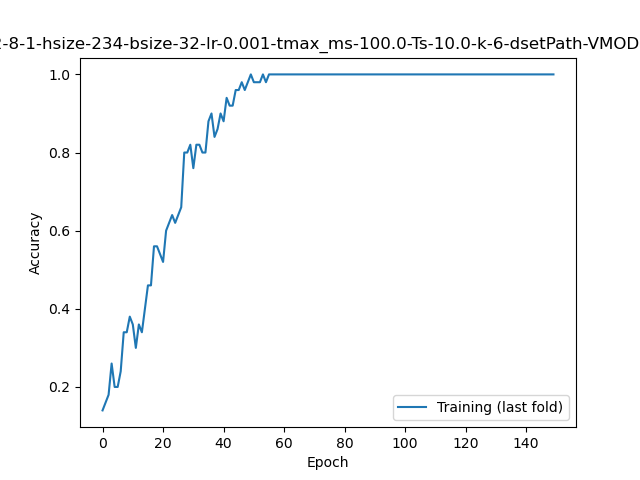 -8-1-hsize-234-bsize-32-lr-0.001-tmax_ms-100.0-Ts-10.0-k-6-dsetPath-VMOD
1.0
0.8
0.6
0.4
0.2
Accuracy
0 20 40 60 80 100 120 140
Epoch
Training (last fold)